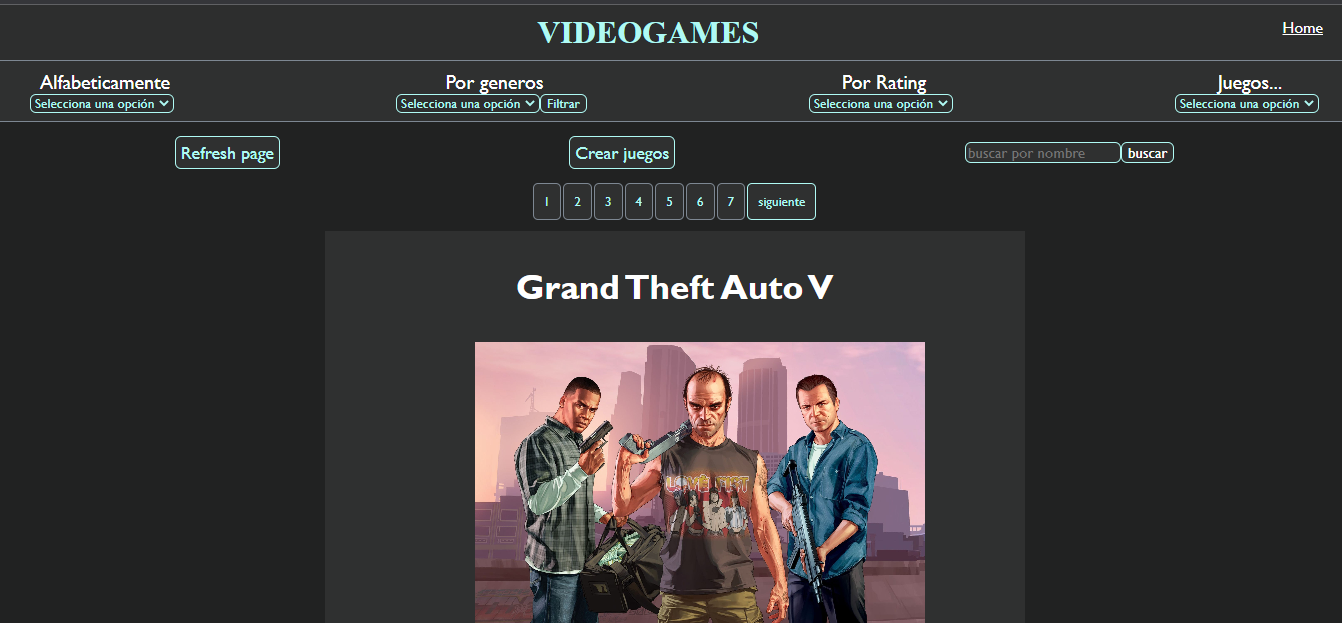 VIDEOGAMES
Home
Alfabeticamente
Por generos
Por Rating
Juegos...
Selecciona una opción
Selecciona una opción
Filtrar
Selecciona una opción
Selecciona una opción
Refresh page
Crear juegos
buscar por nombre
buscar
1 2 3 4 5 6 7 siguiente
Grand Theft Auto V